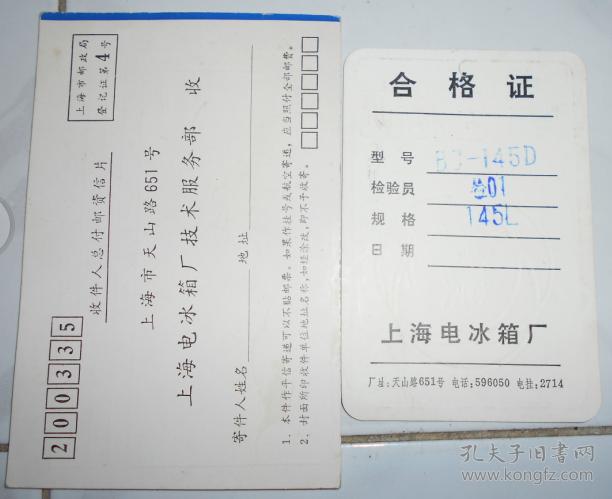 上海市邮政局
登记证第4号
200335
收件人总付邮资信片
上海市天山路651号
上海电冰箱厂技术服务部 收
寄件人姓名 地址
1. 本件作平信寄递可以不贴邮票。如果作挂号或航空寄递，应当照付全部邮费。
2. 封面所印收件单位地址名称，如经涂改，即不予收寄。
合格证
型号 BD-145D
检验员 01
规格 145L
日期
上海电冰箱厂
厂址：天山路651号 电话：596050 电挂：2714
孔夫子旧书网
www.kongfz.com